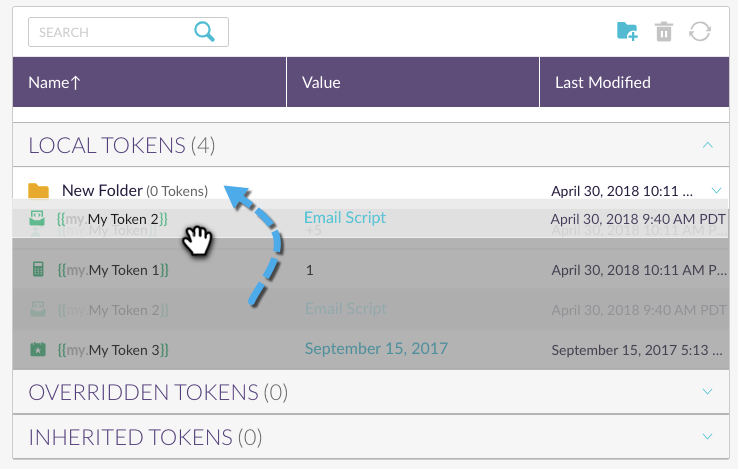 SEARCH
Name↑ Value Last Modified
LOCAL TOKENS (4)
New Folder (0 Tokens) April 30, 2018 10:11 ...
{{my.My Token 2}} Email Script April 30, 2018 9:40 AM PDT
{{my.My Token}} +5 April 30, 2018 10:11 AM P...
{{my.My Token 1}} 1 April 30, 2018 10:11 AM P...
{{my.My Token 2}} Email Script April 30, 2018 9:40 AM PDT
{{my.My Token 3}} September 15, 2017 September 15, 2017 5:13 ...
OVERRIDDEN TOKENS (0)
INHERITED TOKENS (0)